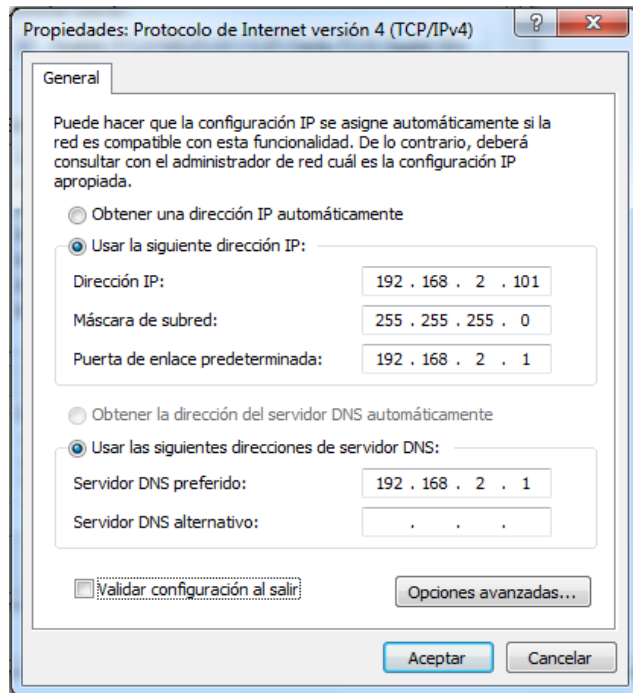 Propiedades: Protocolo de Internet versión 4 (TCP/IPv4)
General
Puede hacer que la configuración IP se asigne automáticamente si la
red es compatible con esta funcionalidad. De lo contrario, deberá
consultar con el administrador de red cuál es la configuración IP
apropiada.
Obtener una dirección IP automáticamente
Usar la siguiente dirección IP:
Dirección IP: 192 . 168 . 2 . 101
Máscara de subred: 255 . 255 . 255 . 0
Puerta de enlace predeterminada: 192 . 168 . 2 . 1
Obtener la dirección del servidor DNS automáticamente
Usar las siguientes direcciones de servidor DNS:
Servidor DNS preferido: 192 . 168 . 2 . 1
Servidor DNS alternativo: . . .
Validar configuración al salir Opciones avanzadas...
Aceptar Cancelar